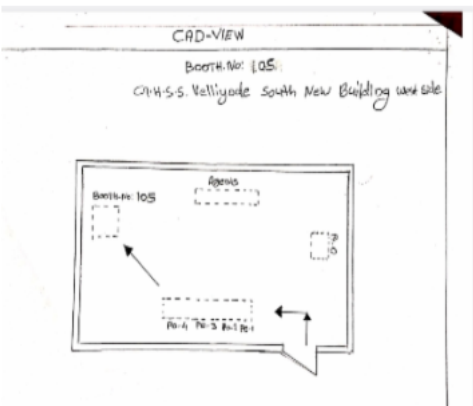 CAD-VIEW
BOOTH.No: 105
G.H.S.S. Velliyode South New Building west side
Agents
Booth-No: 105
P.O
Po-4 Po-3 Po-2 Po-1